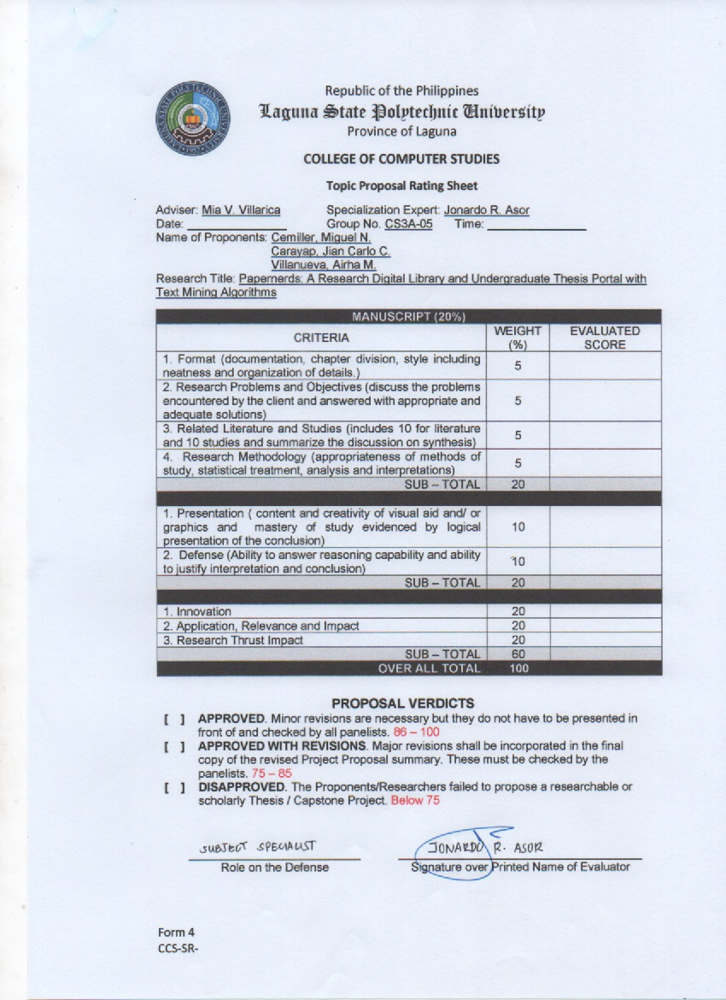 Republic of the Philippines
Laguna State Polytechnic University
Province of Laguna
COLLEGE OF COMPUTER STUDIES
Topic Proposal Rating Sheet
Adviser: Mia V. Villarica Specialization Expert: Jonardo R. Asor
Date: Group No. CS3A-05 Time:
Name of Proponents: Cemiller, Miguel N.
Carayap, Jian Carlo C.
Villanueva, Airha M.
Research Title: Papernerds: A Research Digital Library and Undergraduate Thesis Portal with
Text Mining Algorithms
MANUSCRIPT (20%)
CRITERIA WEIGHT (%) EVALUATED SCORE
1. Format (documentation, chapter division, style including
neatness and organization of details.) 5
2. Research Problems and Objectives (discuss the problems
encountered by the client and answered with appropriate and
adequate solutions) 5
3. Related Literature and Studies (includes 10 for literature
and 10 studies and summarize the discussion on synthesis) 5
4. Research Methodology (appropriateness of methods of
study, statistical treatment, analysis and interpretations) 5
SUB – TOTAL 20
1. Presentation ( content and creativity of visual aid and/ or
graphics and mastery of study evidenced by logical
presentation of the conclusion) 10
2. Defense (Ability to answer reasoning capability and ability
to justify interpretation and conclusion) 10
SUB – TOTAL 20
1. Innovation 20
2. Application, Relevance and Impact 20
3. Research Thrust Impact 20
SUB – TOTAL 60
OVER ALL TOTAL 100
PROPOSAL VERDICTS
[ ] APPROVED. Minor revisions are necessary but they do not have to be presented in
front of and checked by all panelists. 86 – 100
[ ] APPROVED WITH REVISIONS. Major revisions shall be incorporated in the final
copy of the revised Project Proposal summary. These must be checked by the
panelists. 75 – 85
[ ] DISAPPROVED. The Proponents/Researchers failed to propose a researchable or
scholarly Thesis / Capstone Project. Below 75
SUBJECT SPECIALIST JONARDO R. ASOR
Role on the Defense Signature over Printed Name of Evaluator
Form 4
CCS-SR-